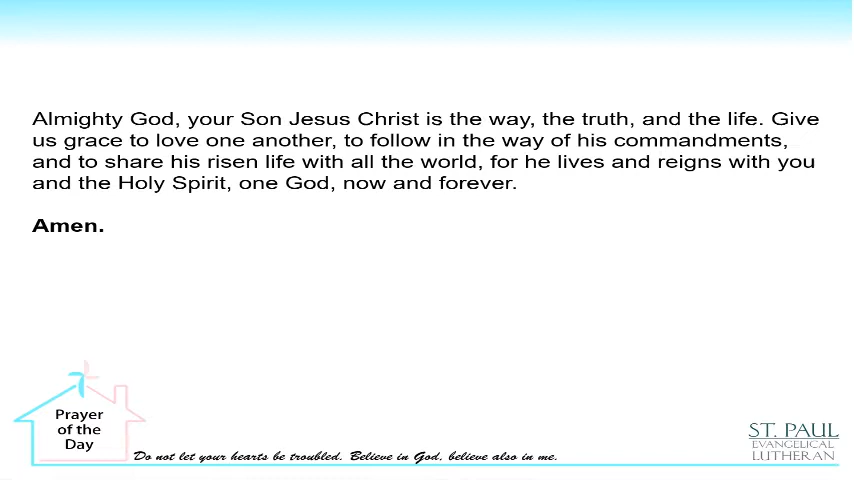 Almighty God, your Son Jesus Christ is the way, the truth, and the life. Give
us grace to love one another, to follow in the way of his commandments,
and to share his risen life with all the world, for he lives and reigns with you
and the Holy Spirit, one God, now and forever.
Amen.
Prayer
of the
Day
Do not let your hearts be troubled. Believe in God, believe also in me.
ST. PAUL
EVANGELICAL
LUTHERAN